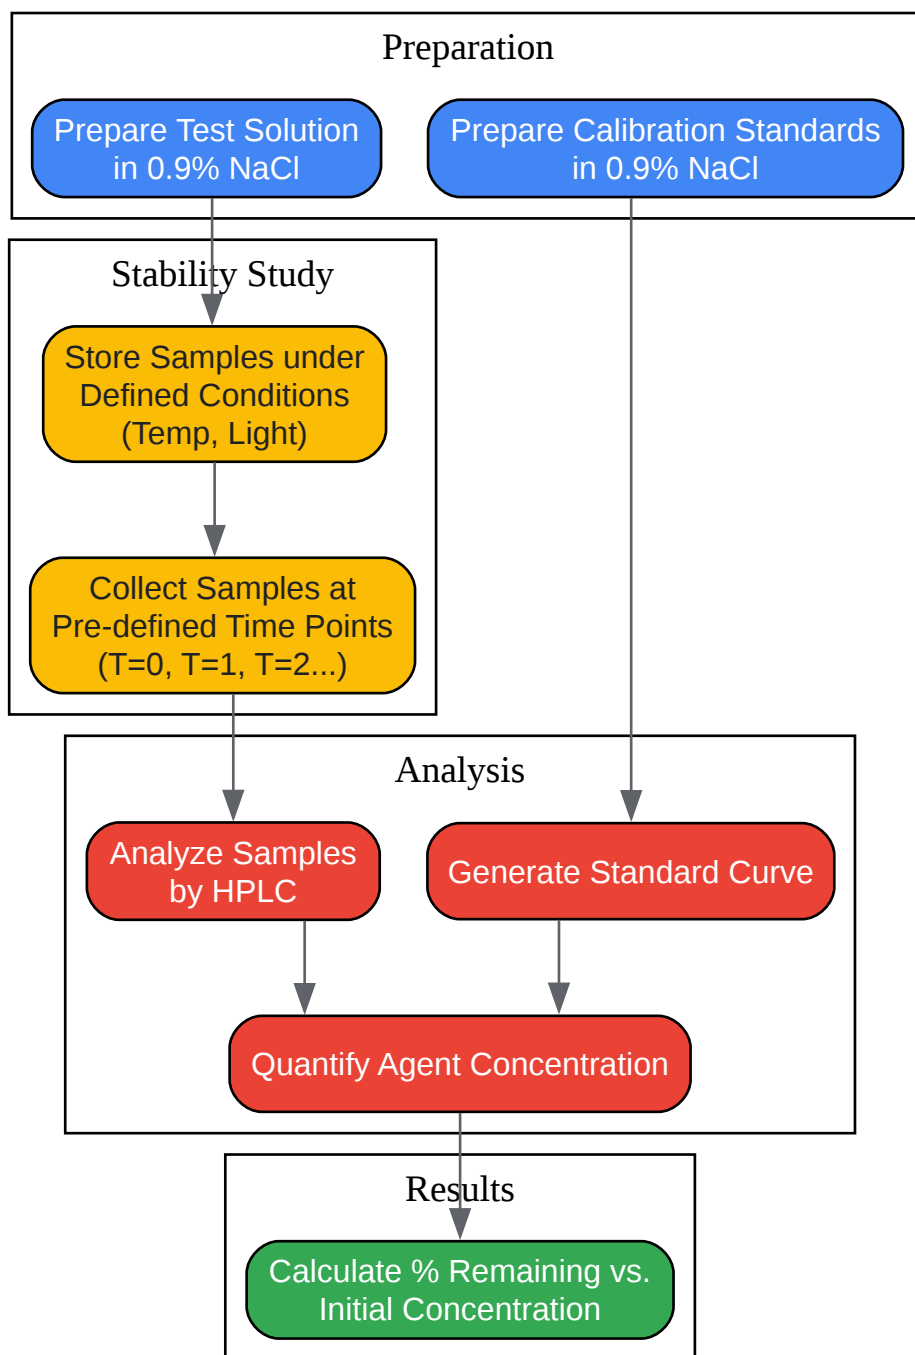 Preparation
Prepare Test Solution
in 0.9% NaCl
Prepare Calibration Standards
in 0.9% NaCl
Stability Study
Store Samples under
Defined Conditions
(Temp, Light)
Collect Samples at
Pre-defined Time Points
(T=0, T=1, T=2...)
Analysis
Analyze Samples
by HPLC
Generate Standard Curve
Quantify Agent Concentration
Results
Calculate % Remaining vs.
Initial Concentration